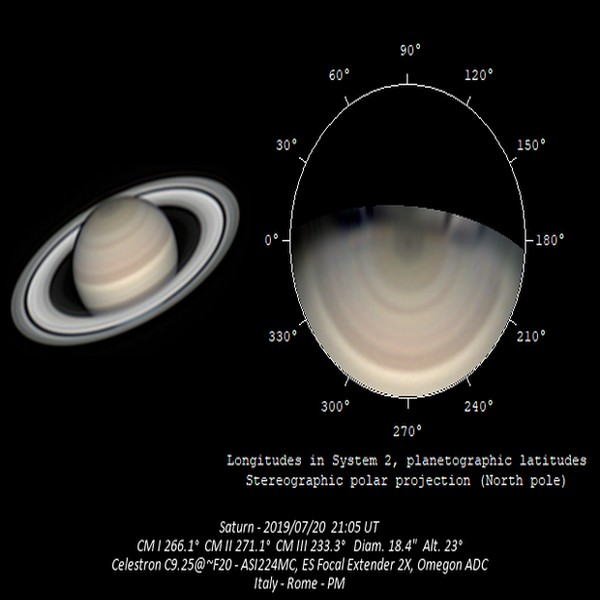 90°
60° 120°
30° 150°
0° 180°
330° 210°
300° 240°
270°
Longitudes in System 2, planetographic latitudes
Stereographic polar projection (North pole)
Saturn - 2019/07/20 21:05 UT
CM I 266.1° CM II 271.1° CM III 233.3° Diam. 18.4" Alt. 23°
Celestron C9.25@~F20 - ASI224MC, ES Focal Extender 2X, Omegon ADC
Italy - Rome - PM